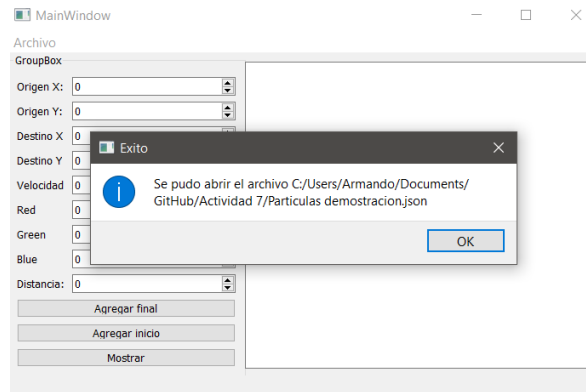 MainWindow
Archivo
GroupBox
Origen X: 0
Origen Y: 0
Destino X 0
Destino Y 0
Velocidad 0
Red 0
Green 0
Blue 0
Distancia: 0
Agregar final
Agregar inicio
Mostrar
Exito
Se pudo abrir el archivo C:/Users/Armando/Documents/
GitHub/Actividad 7/Particulas demostracion.json
OK